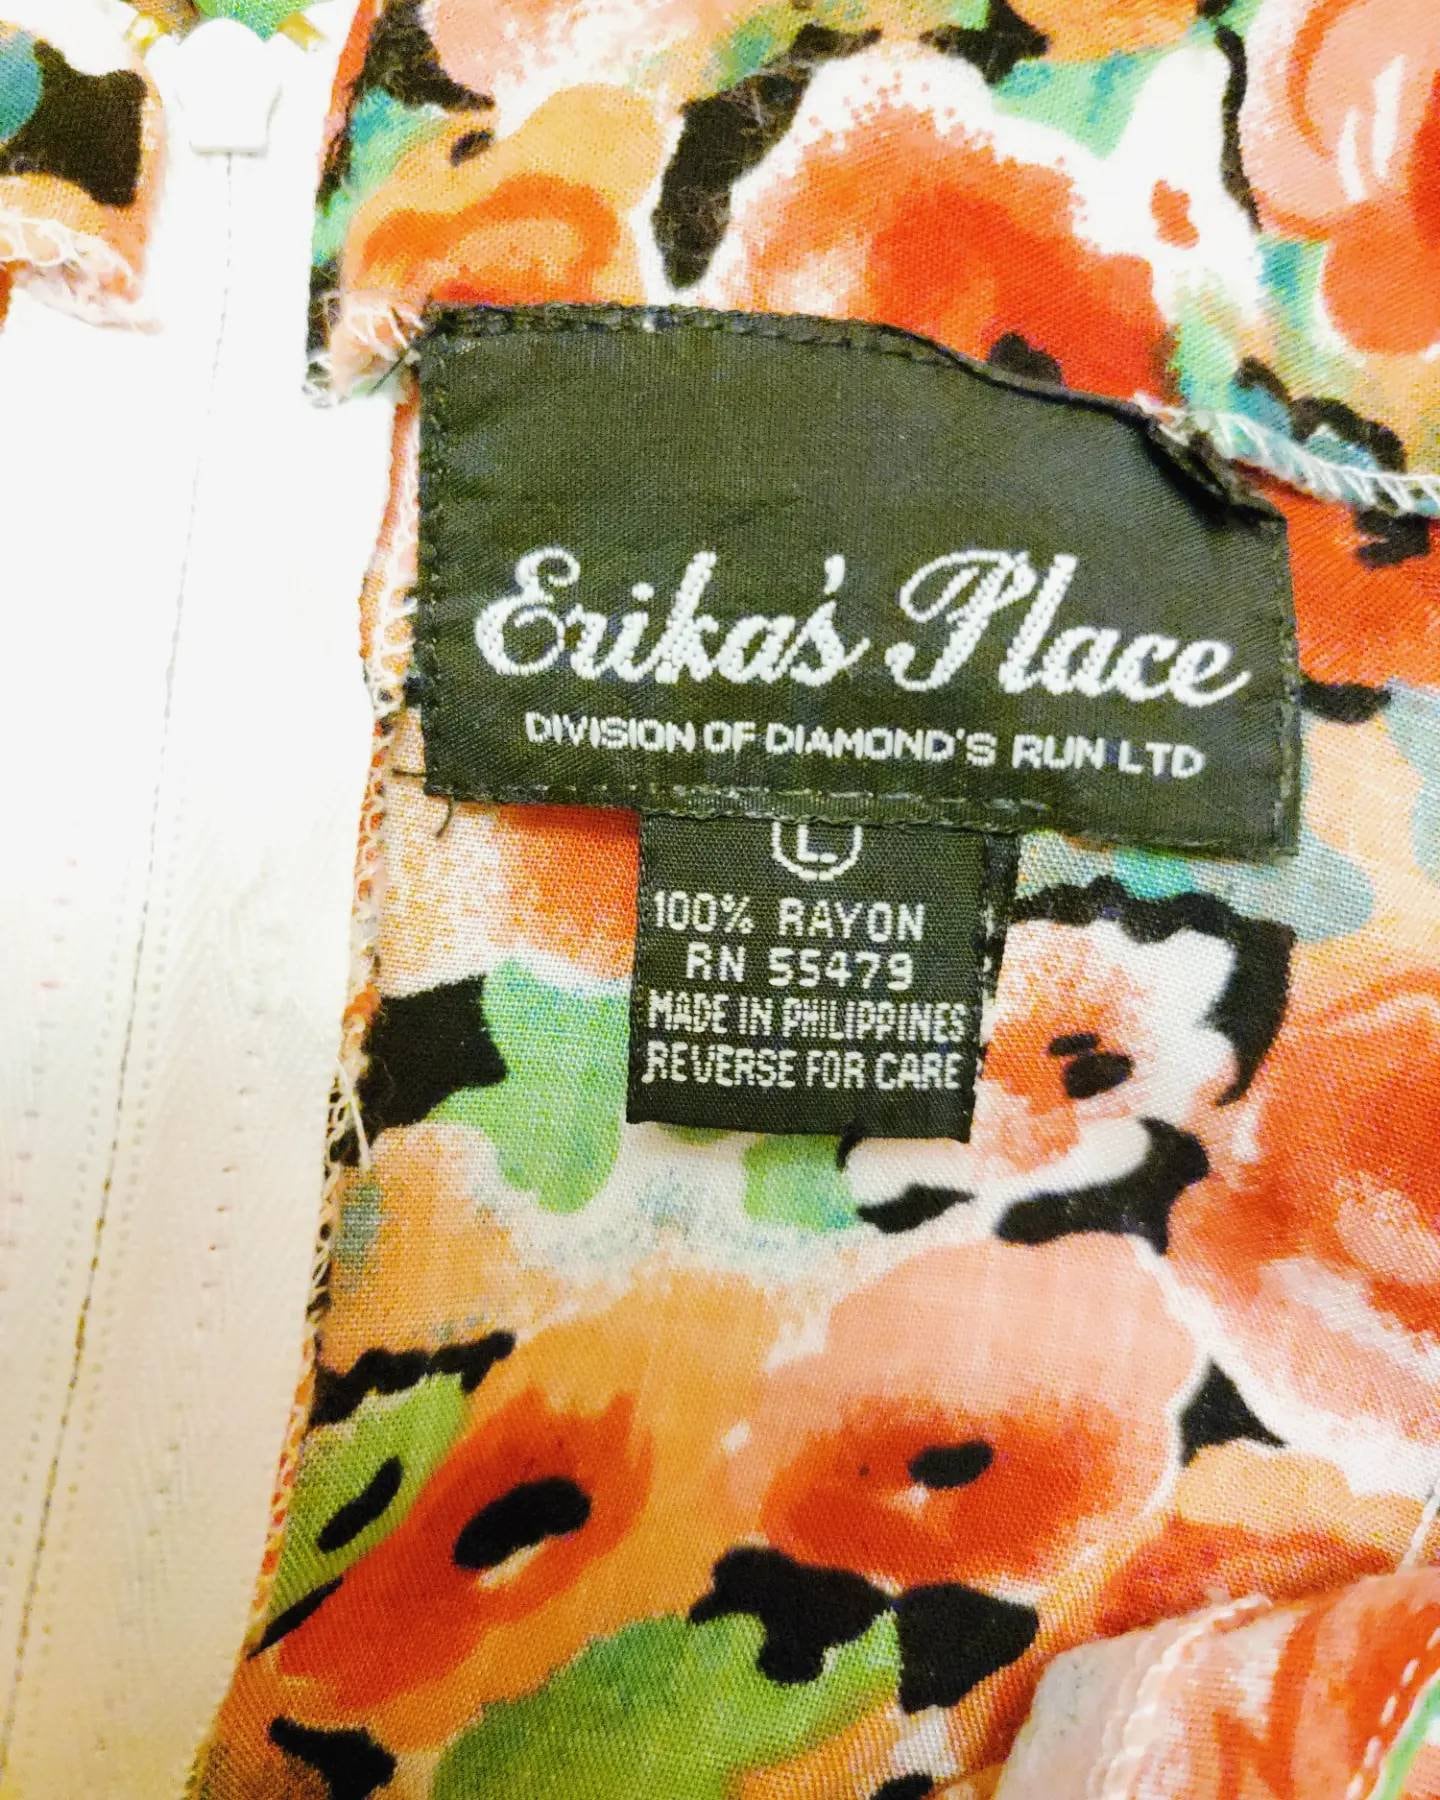 Erika's Place
DIVISION OF DIAMOND'S RUN LTD
L
100% RAYON
RN 55479
MADE IN PHILIPPINES
REVERSE FOR CARE